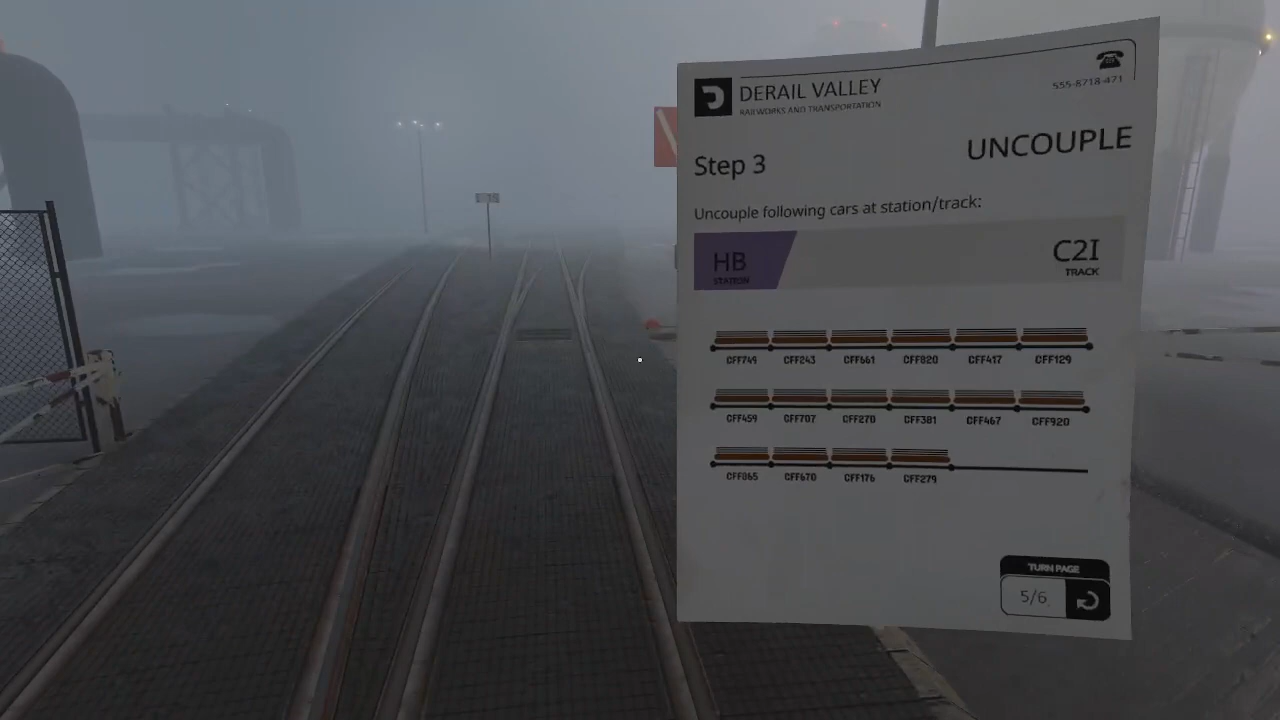 DERAIL VALLEY
RAILWORKS AND TRANSPORTATION
555-8718-471
UNCOUPLE
Step 3
Uncouple following cars at station/track:
HB
STATION
C2I
TRACK
CFF749 CFF243 CFF661 CFF820 CFF417 CFF129
CFF459 CFF707 CFF270 CFF381 CFF467 CFF920
CFF865 CFF670 CFF176 CFF279
TURN PAGE
5/6